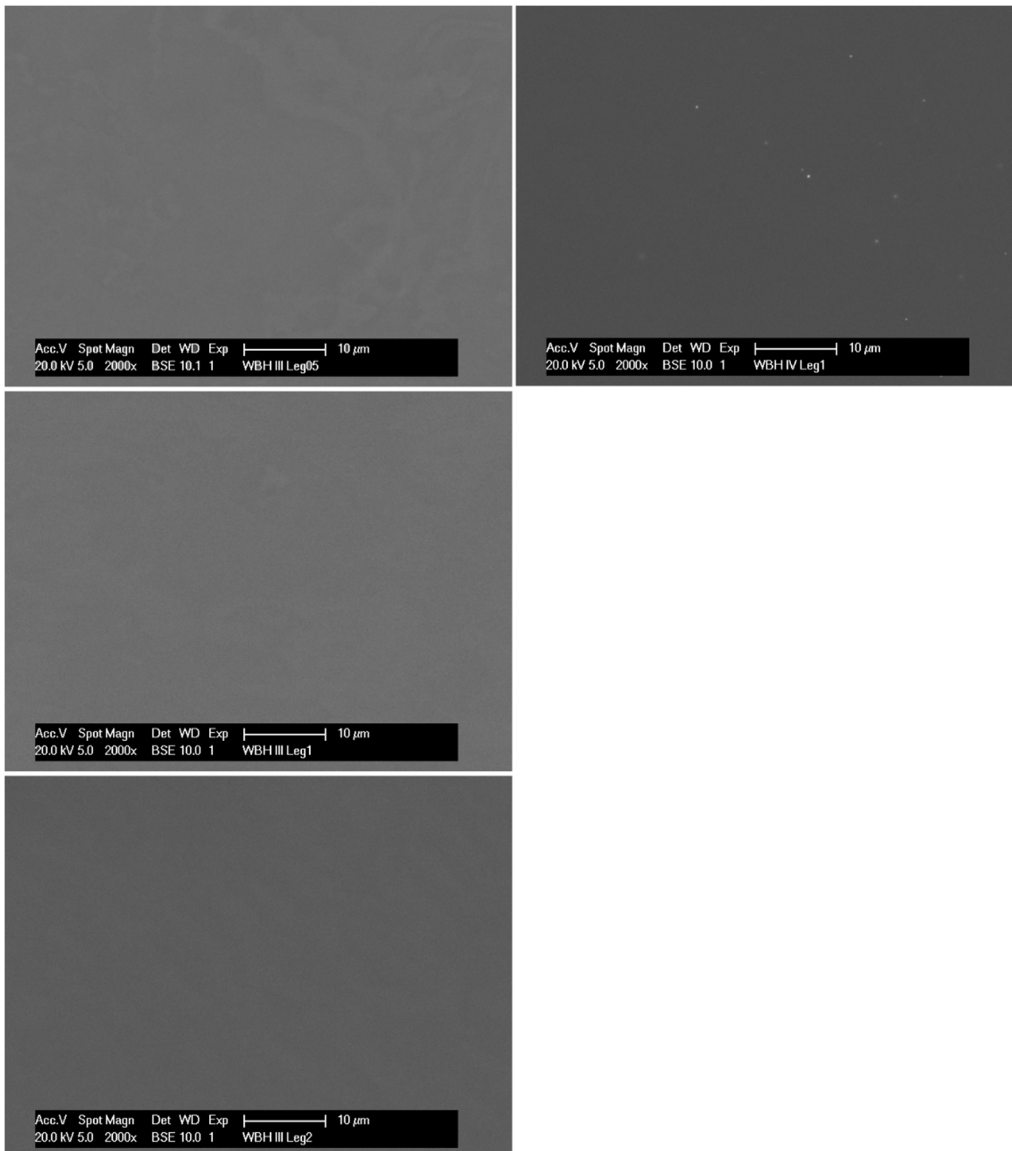 Acc.V Spot Magn Det WD Exp 10 µm
20.0 kV 5.0 2000x BSE 10.1 1 WBH III Leg05
Acc.V Spot Magn Det WD Exp 10 µm
20.0 kV 5.0 2000x BSE 10.0 1 WBH IV Leg1
Acc.V Spot Magn Det WD Exp 10 µm
20.0 kV 5.0 2000x BSE 10.0 1 WBH III Leg1
Acc.V Spot Magn Det WD Exp 10 µm
20.0 kV 5.0 2000x BSE 10.0 1 WBH III Leg2